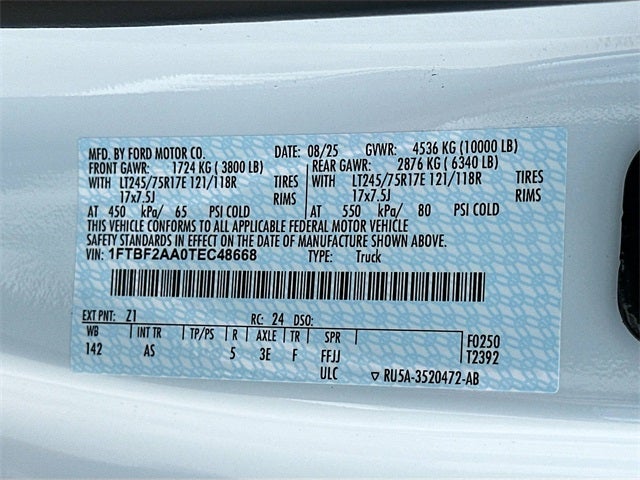 MFD. BY FORD MOTOR CO. DATE: 08/25 GVWR: 4536 KG (10000 LB)
FRONT GAWR: 1724 KG ( 3800 LB) REAR GAWR: 2876 KG ( 6340 LB)
WITH LT245/75R17E 121/118R TIRES WITH LT245/75R17E 121/118R TIRES
17x7.5J RIMS 17x7.5J RIMS
AT 450 kPa/ 65 PSI COLD AT 550 kPa/ 80 PSI COLD
THIS VEHICLE CONFORMS TO ALL APPLICABLE FEDERAL MOTOR VEHICLE
SAFETY STANDARDS IN EFFECT ON THE DATE OF MANUFACTURE SHOWN ABOVE.
VIN: 1FTBF2AA0TEC48668 TYPE: Truck
EXT PNT: Z1 RC: 24 DSO:
WB INT TR TP/PS R AXLE TR SPR F0250
142 AS 5 3E F FFJJ T2392
ULC RU5A-3520472-AB